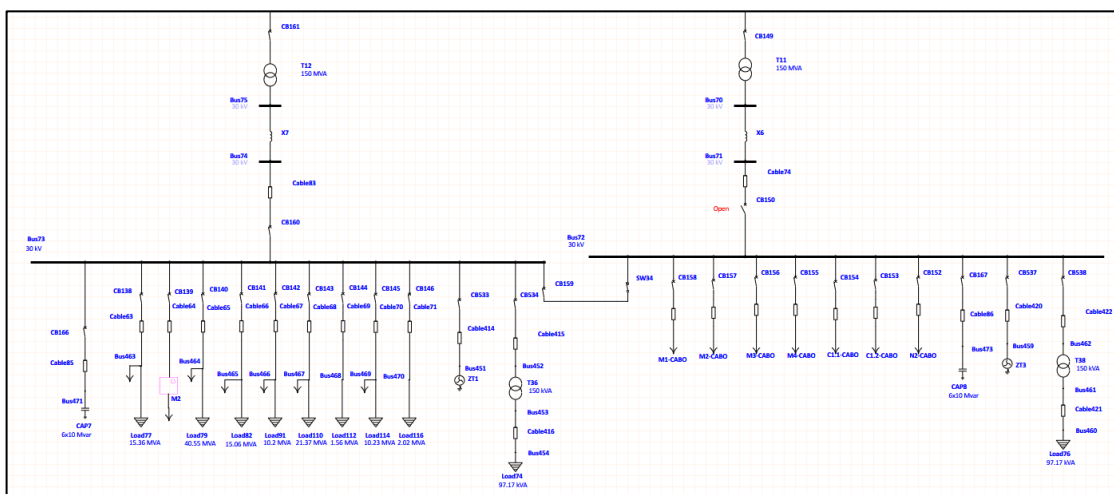 CB161
T12
150 MVA
Bus75
30 kV
X7
Bus74
30 kV
Cable83
CB160
Bus73
30 kV
CB149
T11
150 MVA
Bus70
30 kV
X6
Bus71
30 kV
Cable74
Open
CB150
Bus72
30 kV
CB138
CB139
CB140
CB141
CB142
CB143
CB144
CB145
CB146
CB533
CB534
CB159
SW34
CB158
CB157
CB156
CB155
CB154
CB153
CB152
CB167
CB537
CB538
Cable63
Cable64
Cable65
Cable66
Cable67
Cable68
Cable69
Cable70
Cable71
CB166
Cable414
Cable415
Cable86
Cable420
Cable422
Cable85
Bus463
Bus464
Bus465
Bus466
Bus467
Bus468
Bus469
Bus470
Bus451
Bus452
M1-CABO
M2-CABO
M3-CABO
M4-CABO
C1.1-CABO
C1.2-CABO
N2-CABO
Bus473
Bus459
Bus462
ZT1
T36
150 kVA
ZT3
T38
150 kVA
Bus471
CAP7
6x10 Mvar
M2
CAP8
6x10 Mvar
Bus453
Bus461
Cable416
Cable421
Load77
15.36 MVA
Load79
40.55 MVA
Load82
15.06 MVA
Load91
10.2 MVA
Load110
21.37 MVA
Load112
1.56 MVA
Load114
10.23 MVA
Load116
2.02 MVA
Bus454
Bus460
Load74
97.17 kVA
Load76
97.17 kVA